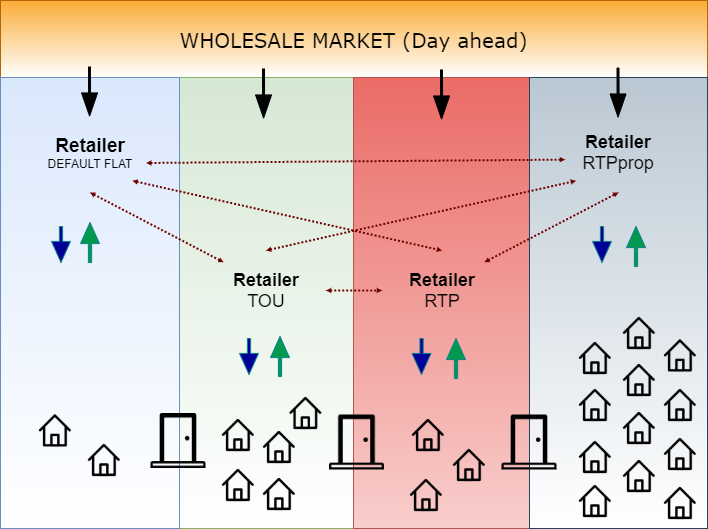 WHOLESALE MARKET (Day ahead)
Retailer
DEFAULT FLAT
Retailer
RTPprop
Retailer
TOU
Retailer
RTP